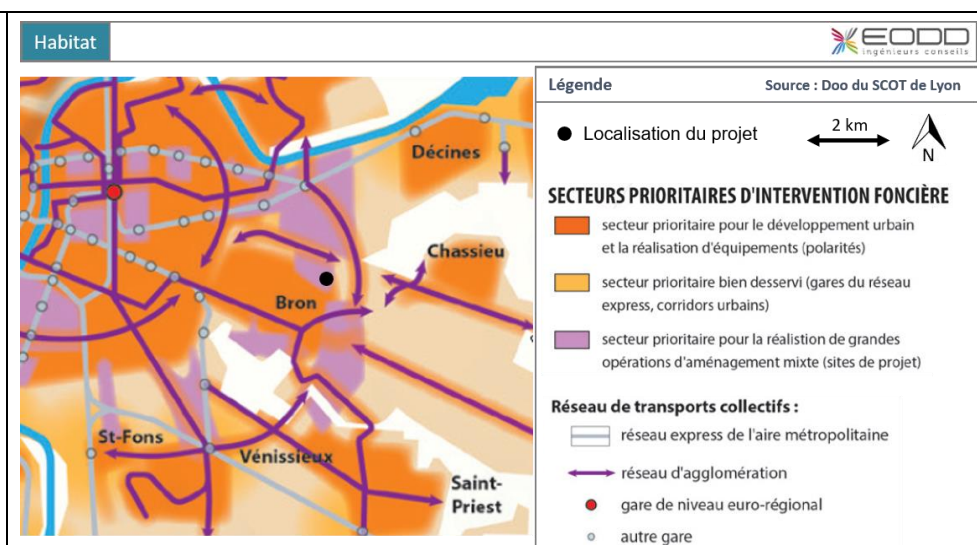 Habitat
EODD
ingénieurs conseils
Légende
Source : Doo du SCOT de Lyon
Localisation du projet
2 km
N
SECTEURS PRIORITAIRES D'INTERVENTION FONCIÈRE
secteur prioritaire pour le développement urbain
et la réalisation d'équipements (polarités)
secteur prioritaire bien desservi (gares du réseau
express, corridors urbains)
secteur prioritaire pour la réalistion de grandes
opérations d'aménagement mixte (sites de projet)
Réseau de transports collectifs :
réseau express de l'aire métropolitaine
réseau d'agglomération
gare de niveau euro-régional
autre gare
Décines
Chassieu
Bron
St-Fons
Vénissieux
Saint-
Priest